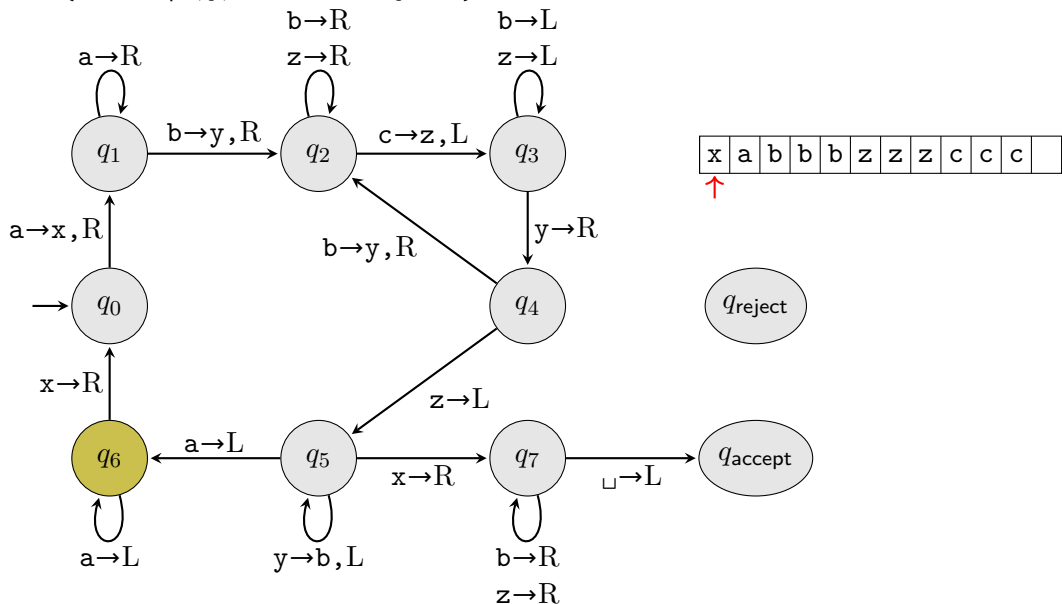 b→R
b→L
a→R
z→R
z→L
q1
b→y,R
q2
c→z,L
q3
x a b b b z z z c c c
↑
a→x,R
b→y,R
y→R
q0
q4
qreject
x→R
z→L
q6
a→L
q5
x→R
q7
␣→L
qaccept
a→L
y→b,L
b→R
z→R